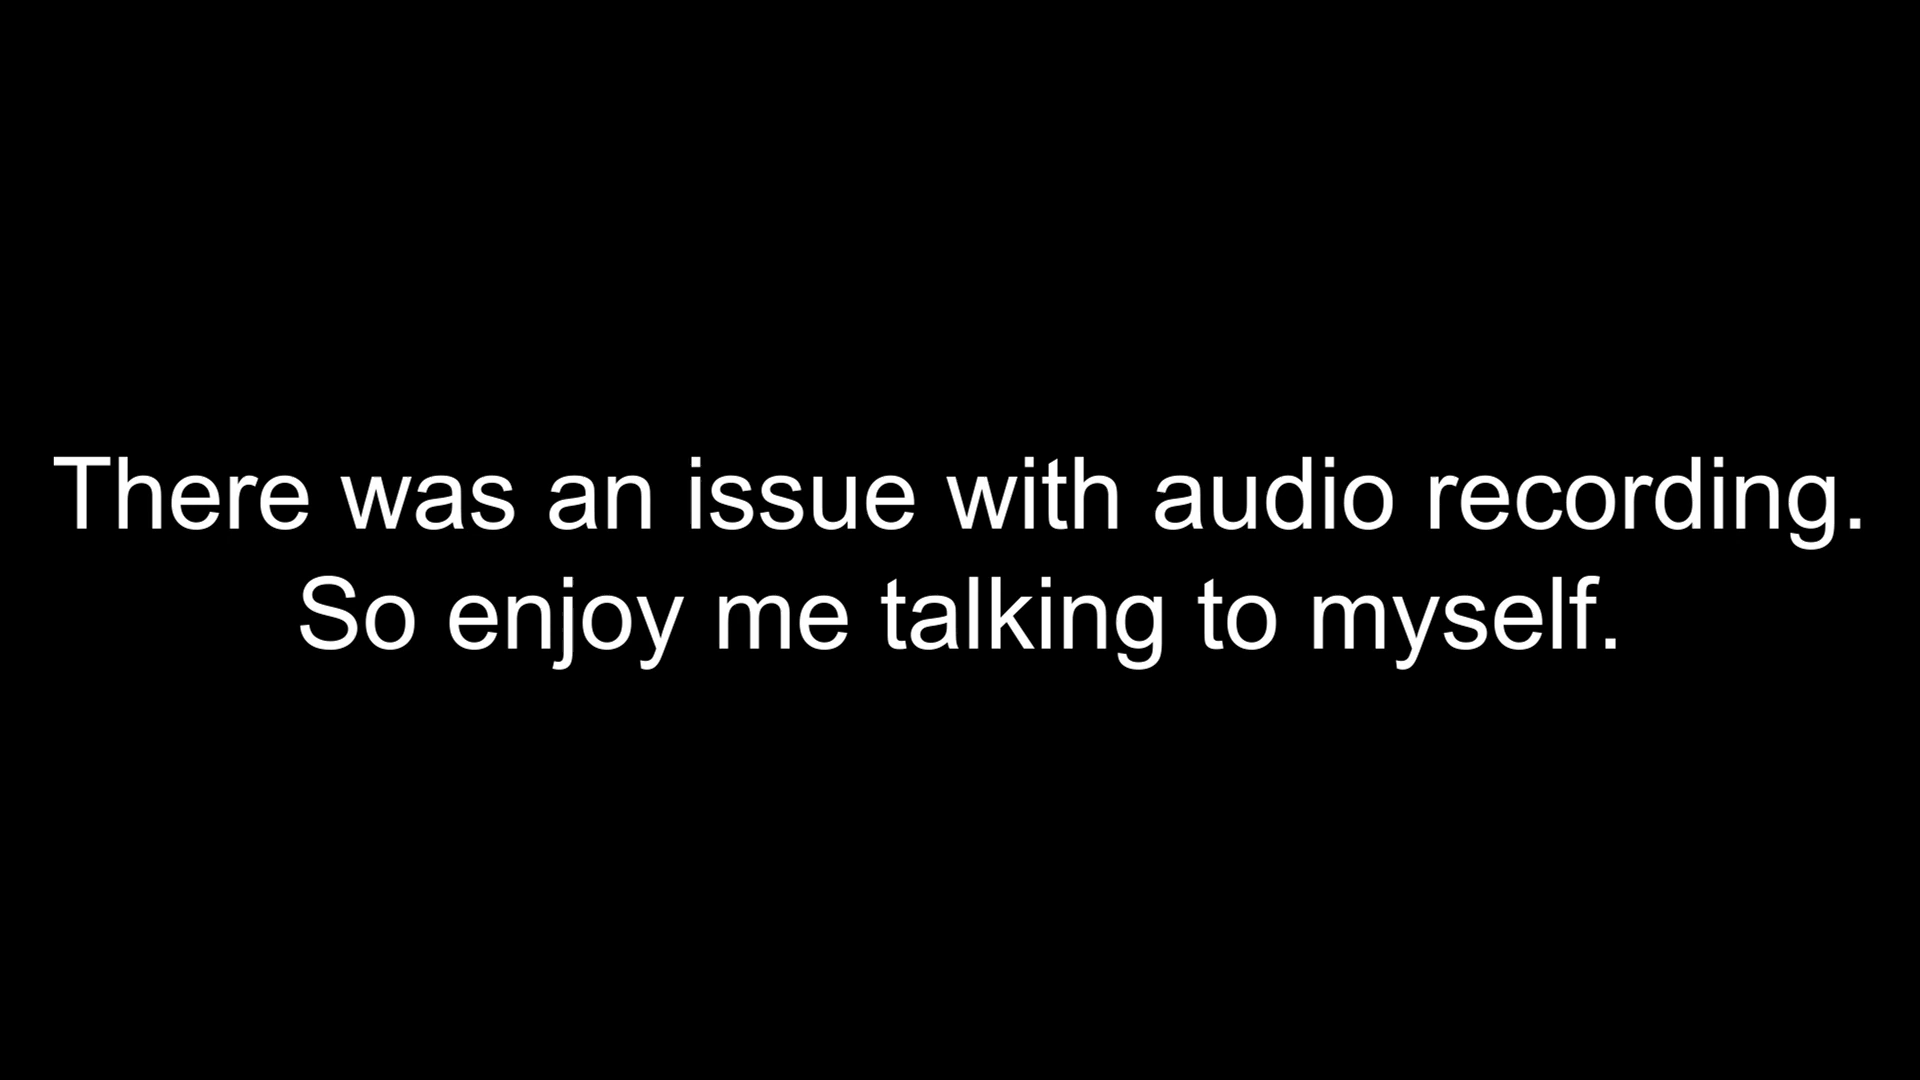 There was an issue with audio recording.
So enjoy me talking to myself.